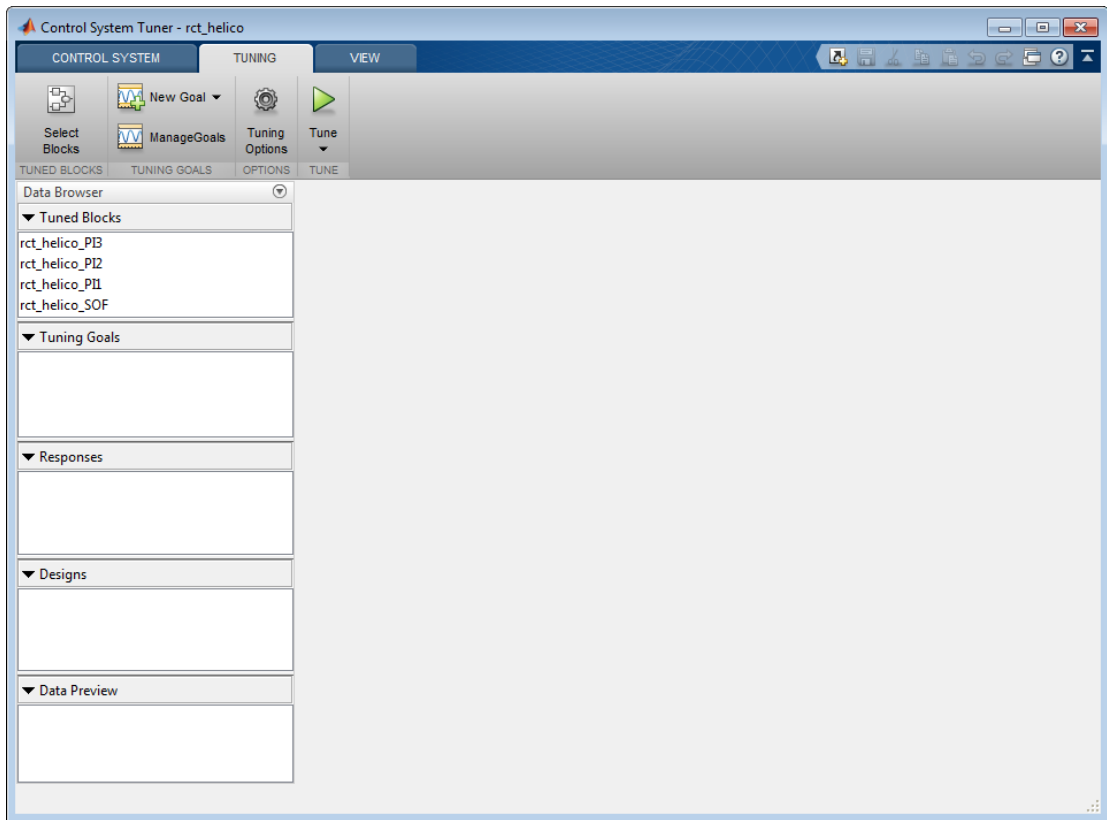 Control System Tuner - rct_helico
CONTROL SYSTEM TUNING VIEW
Select Blocks
New Goal
ManageGoals
Tuning Options
Tune
TUNED BLOCKS TUNING GOALS OPTIONS TUNE
Data Browser
Tuned Blocks
rct_helico_PI3
rct_helico_PI2
rct_helico_PI1
rct_helico_SOF
Tuning Goals
Responses
Designs
Data Preview